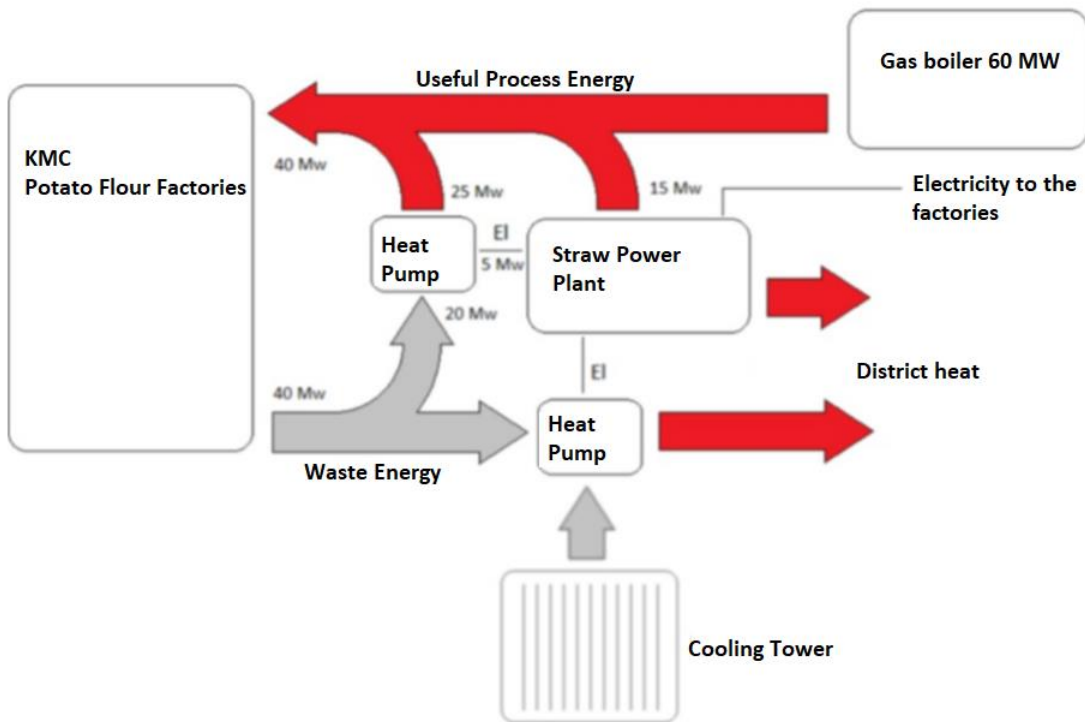 Gas boiler 60 MW
Useful Process Energy
KMC
Potato Flour Factories
40 Mw
25 Mw
15 Mw
Electricity to the
factories
Heat
Pump
El
5 Mw
Straw Power
Plant
20 Mw
El
District heat
40 Mw
Heat
Pump
Waste Energy
Cooling Tower